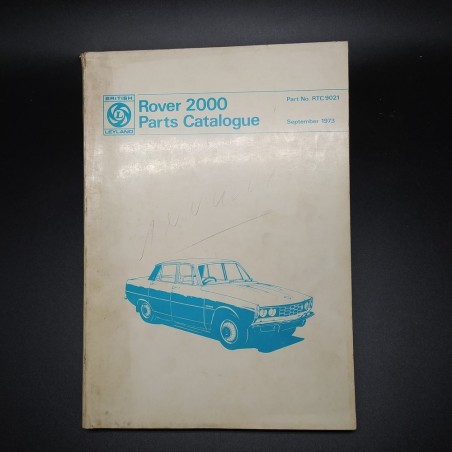 BRITISH
L
LEYLAND
Rover 2000
Parts Catalogue
Part No. RTC 9021
September 1973